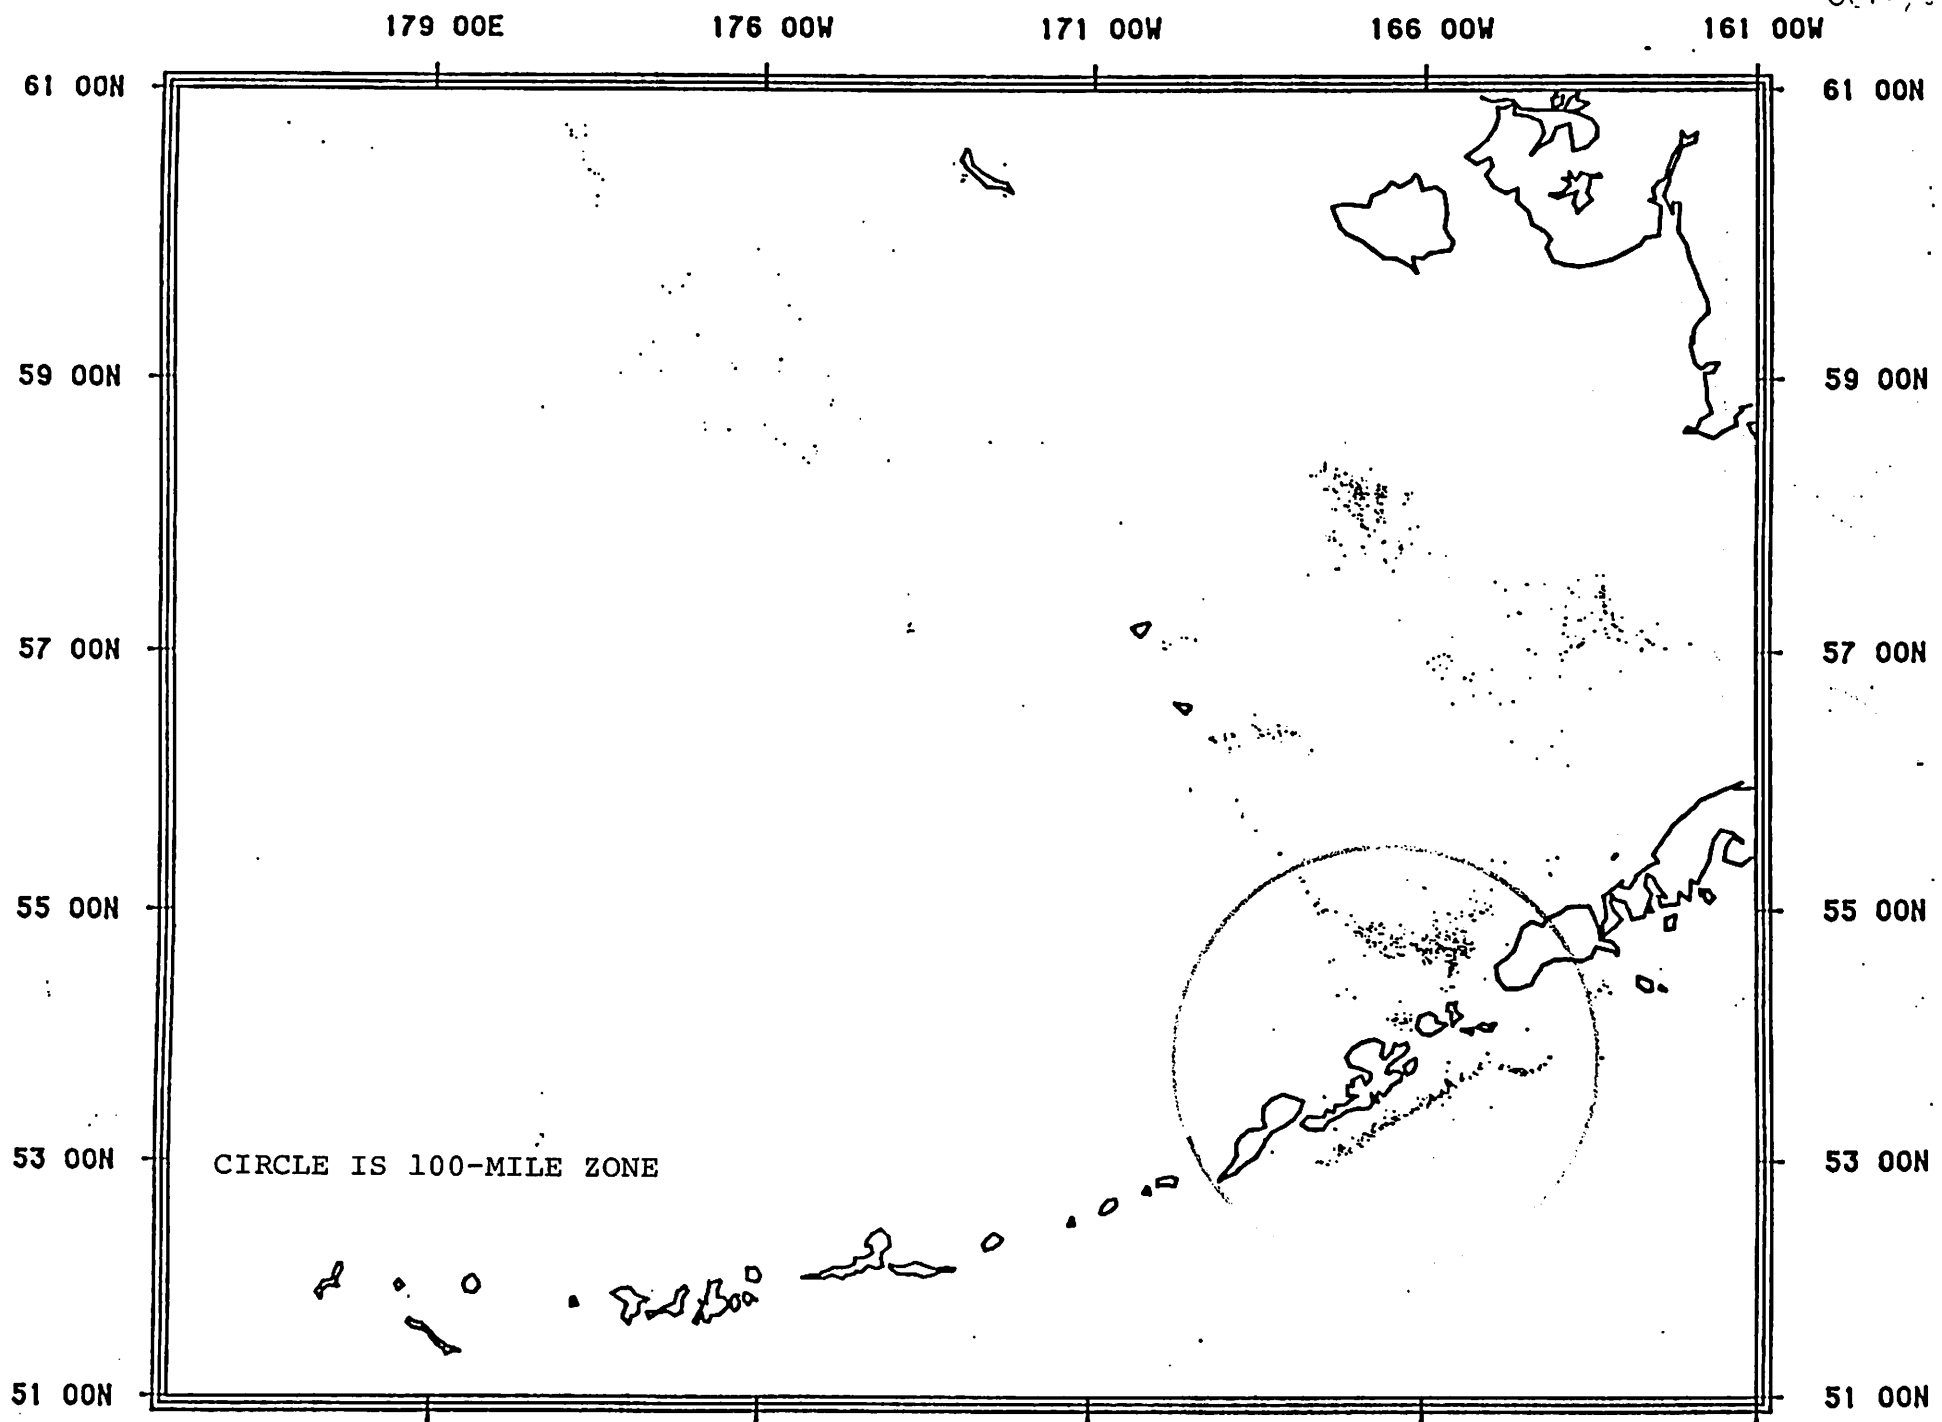 179 00E 176 00W 171 00W 166 00W 161 00W
61 00N 61 00N
59 00N 59 00N
57 00N 57 00N
55 00N 55 00N
53 00N 53 00N
CIRCLE IS 100-MILE ZONE
51 00N 51 00N